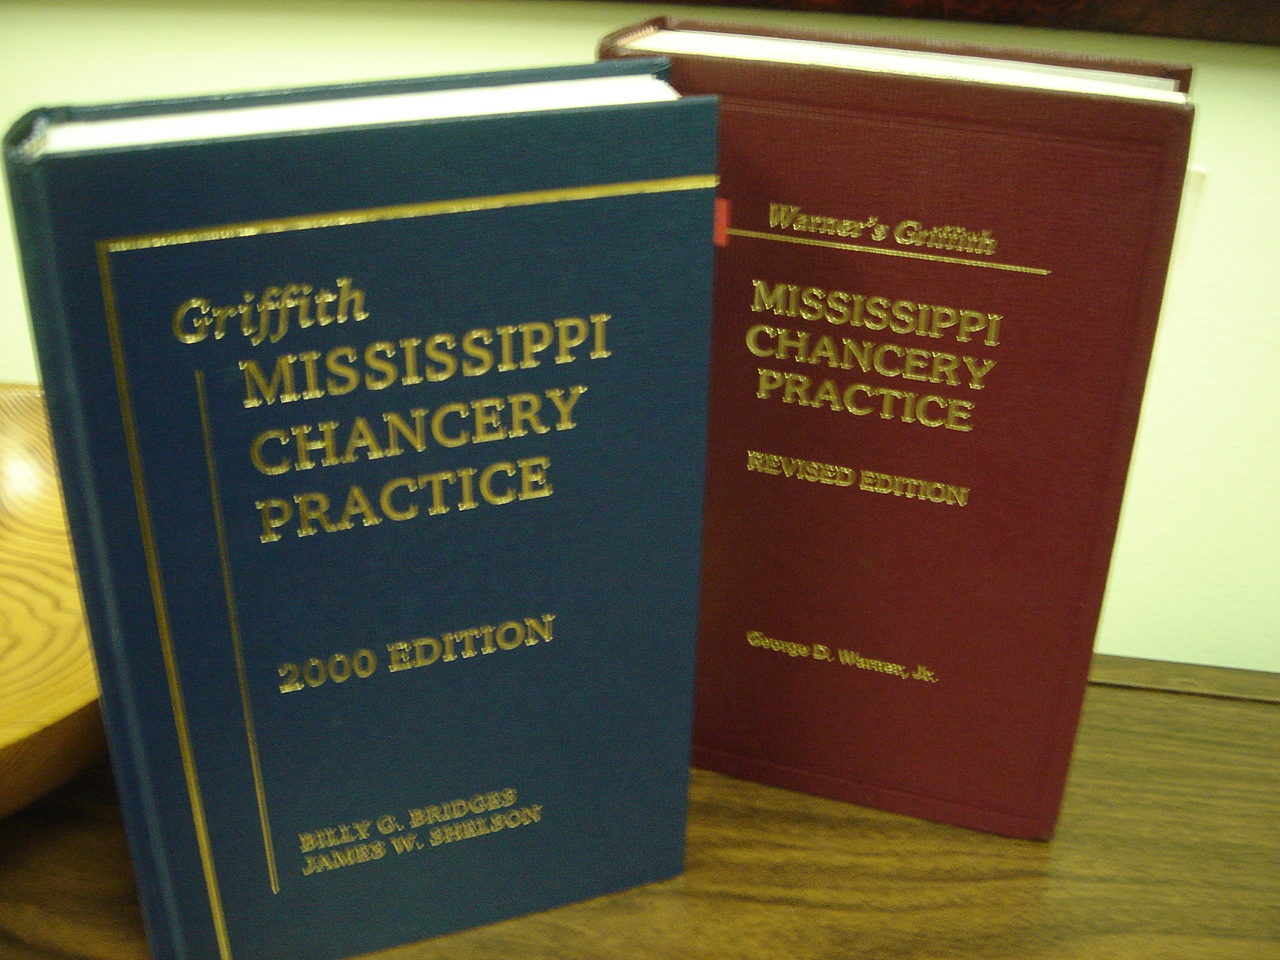 Griffith
MISSISSIPPI
CHANCERY
PRACTICE
2000 EDITION
BILLY G. BRIDGES
JAMES W. SHELSON
Warner's Griffith
MISSISSIPPI
CHANCERY
PRACTICE
REVISED EDITION
George D. Warner, Jr.